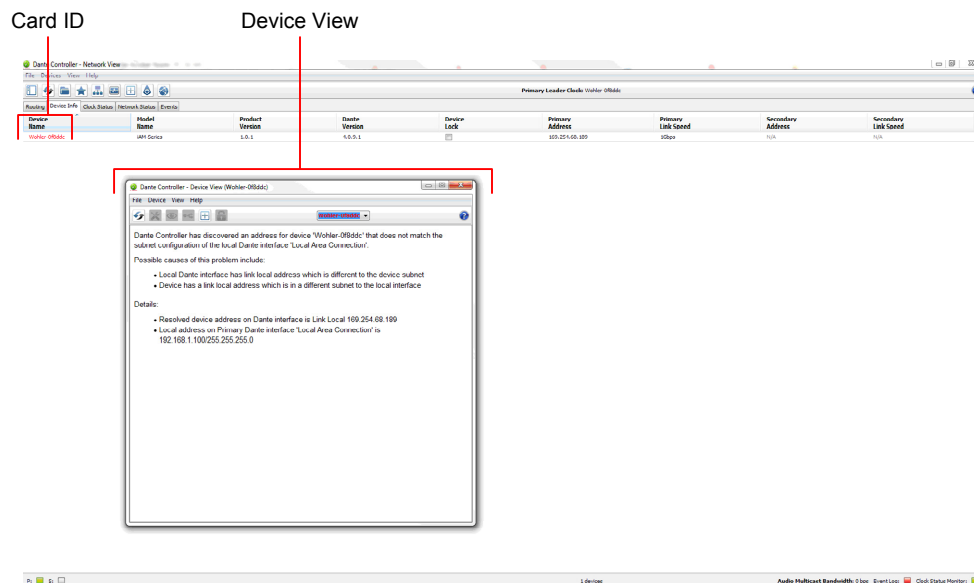 Card ID Device View
Dante Controller - Network View
File Devices View Help
Primary Leader Clock: Wohler-0f8ddc
Routing Device Info Clock Status Network Status Events
Device Name Model Name Product Version Dante Version Device Lock Primary Address Primary Link Speed Secondary Address Secondary Link Speed
Wohler-0f8ddc iAM Series 1.0.1 4.0.9.1 169.254.68.189 1Gbps N/A N/A
Dante Controller - Device View (Wohler-0f8ddc)
File Device View Help
Wohler-0f8ddc
Dante Controller has discovered an address for device 'Wohler-0f8ddc' that does not match the
subnet configuration of the local Dante interface 'Local Area Connection'.
Possible causes of this problem include:
• Local Dante interface has link local address which is different to the device subnet
• Device has a link local address which is in a different subnet to the local interface
Details:
• Resolved device address on Dante interface is Link Local 169.254.68.189
• Local address on Primary Dante interface 'Local Area Connection' is
192.168.1.100/255.255.255.0
P: S: 1 devices Audio Multicast Bandwidth: 0 bps Event Log: Clock Status Monitor: